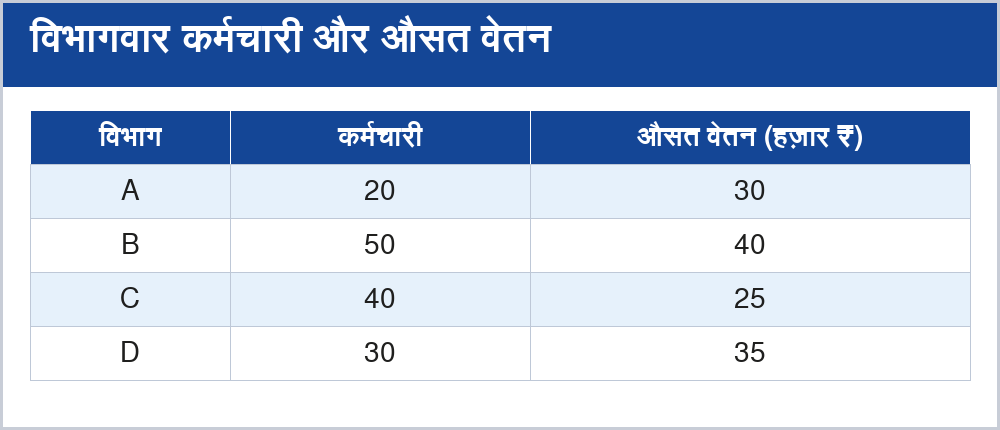 विभागवार कर्मचारी और औसत वेतन
विभाग कर्मचारी औसत वेतन (हज़ार ₹)
A 20 30
B 50 40
C 40 25
D 30 35